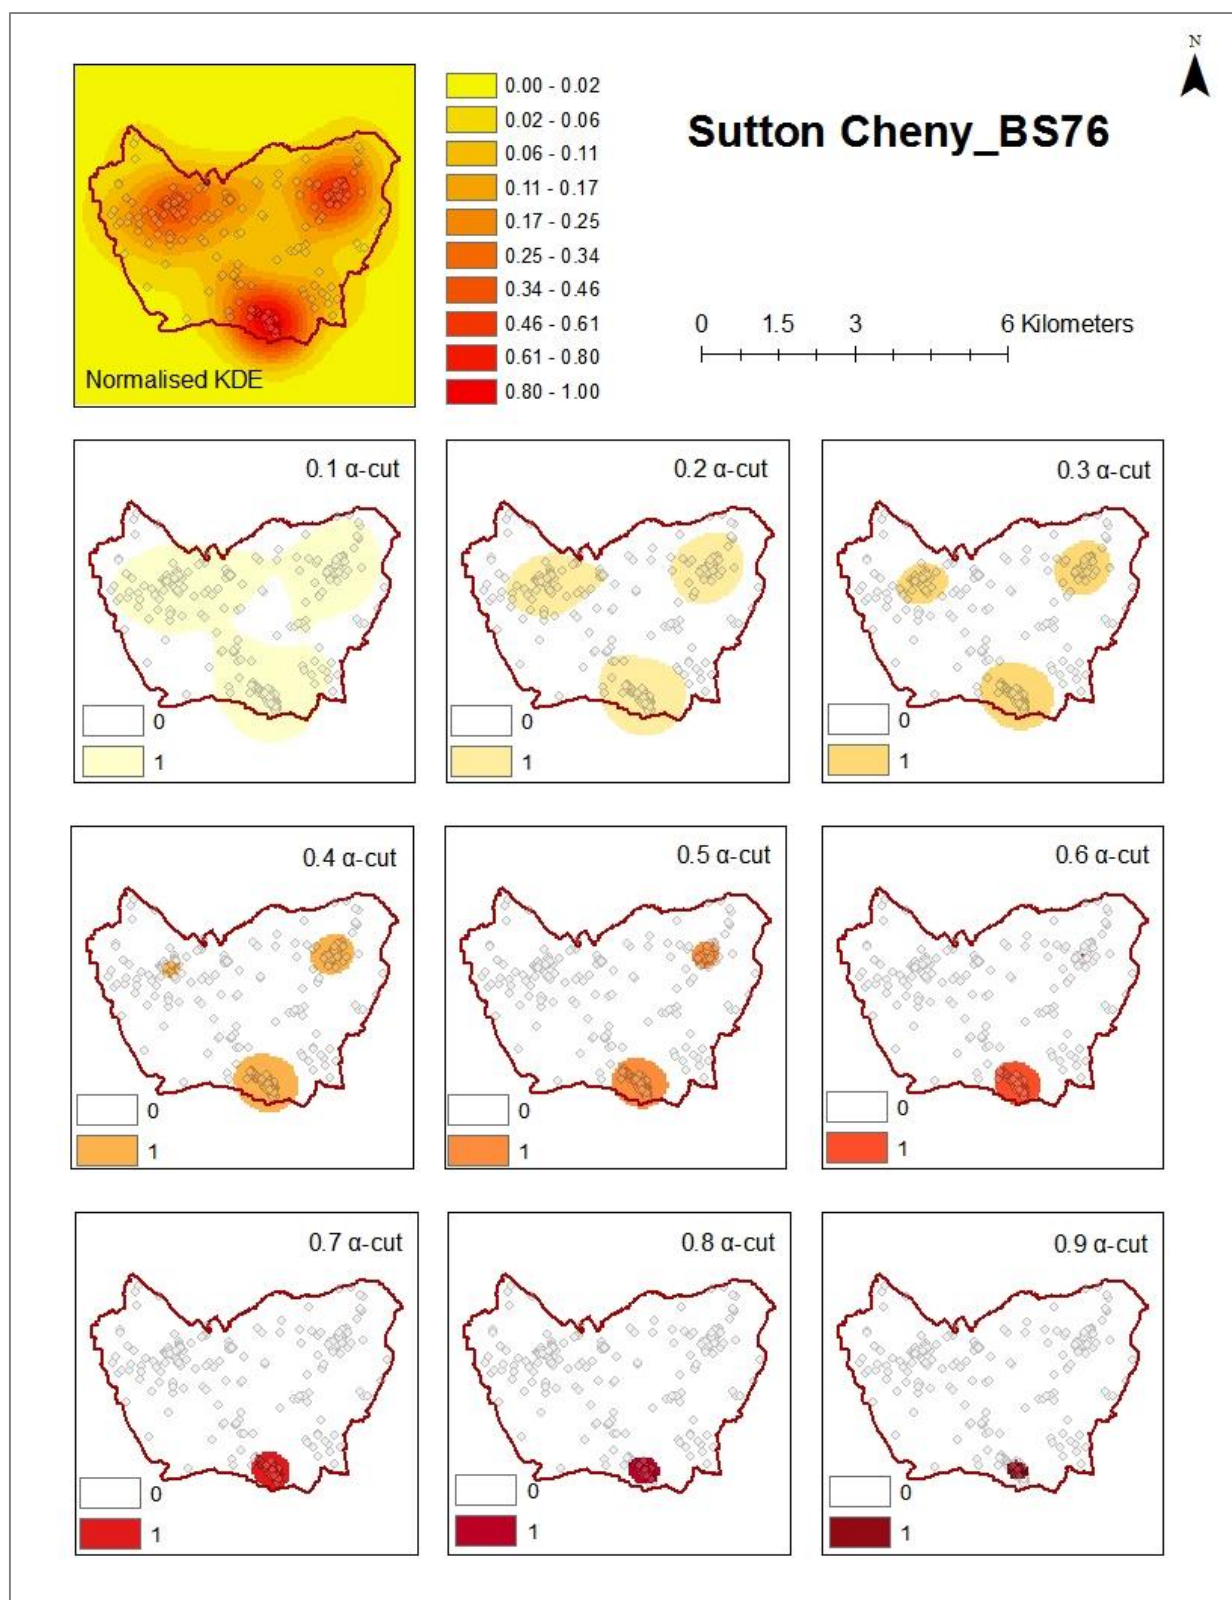 N
Sutton Cheny_BS76
0.00 - 0.02
0.02 - 0.06
0.06 - 0.11
0.11 - 0.17
0.17 - 0.25
0.25 - 0.34
0.34 - 0.46
0.46 - 0.61
0.61 - 0.80
0.80 - 1.00
Normalised KDE
0 1.5 3 6 Kilometers
0.1 α-cut
0
1
0.2 α-cut
0
1
0.3 α-cut
0
1
0.4 α-cut
0
1
0.5 α-cut
0
1
0.6 α-cut
0
1
0.7 α-cut
0
1
0.8 α-cut
0
1
0.9 α-cut
0
1